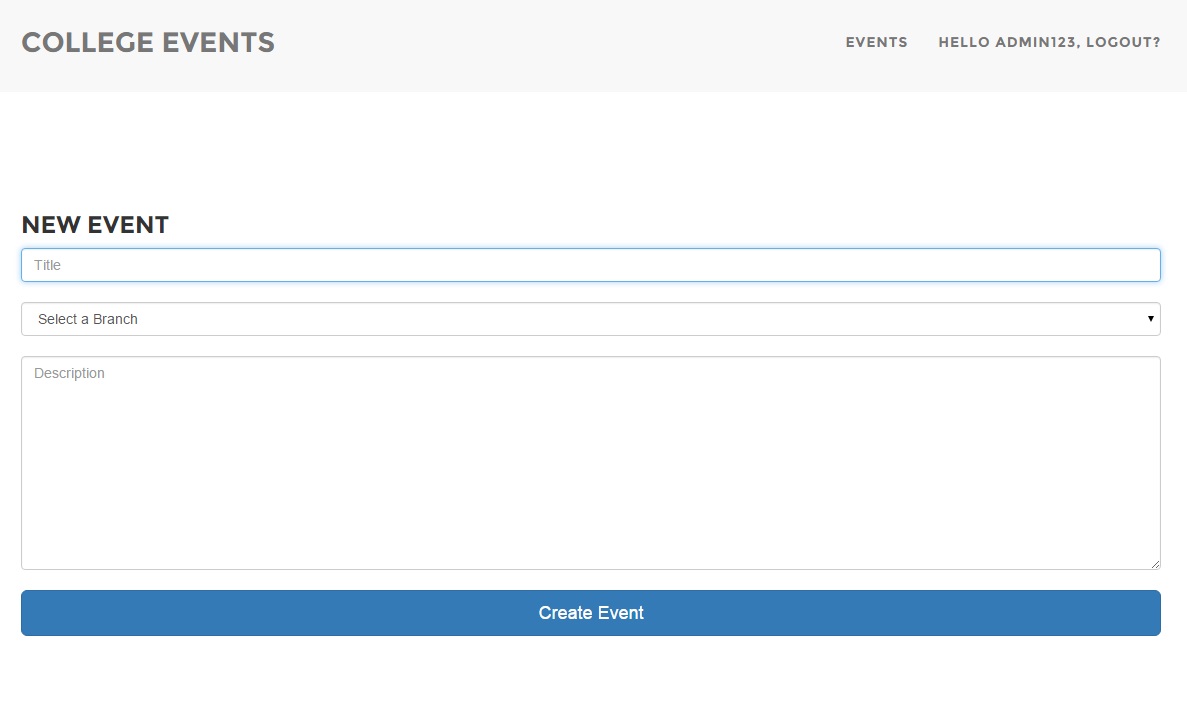 COLLEGE EVENTS
EVENTS
HELLO ADMIN123, LOGOUT?
NEW EVENT
Title
Select a Branch
Description
Create Event